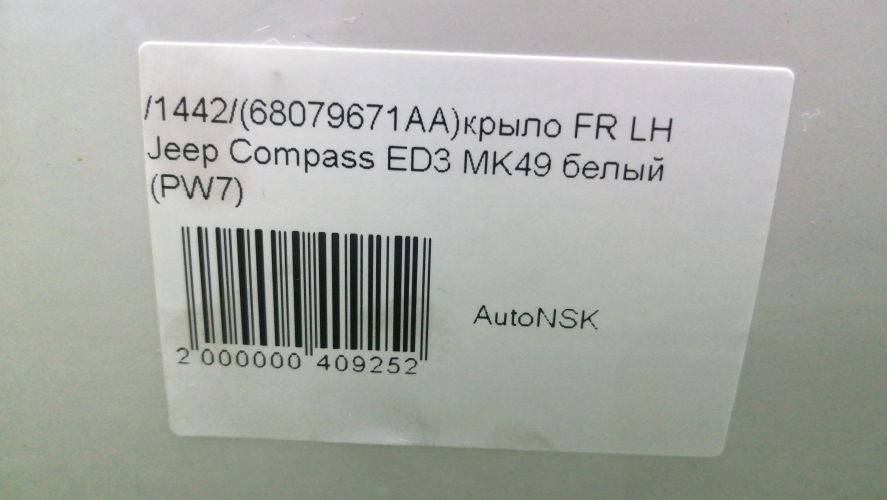 /1442/(68079671AA)крыло FR LH
Jeep Compass ED3 MK49 белый
(PW7)
AutoNSK
2 000000 409252